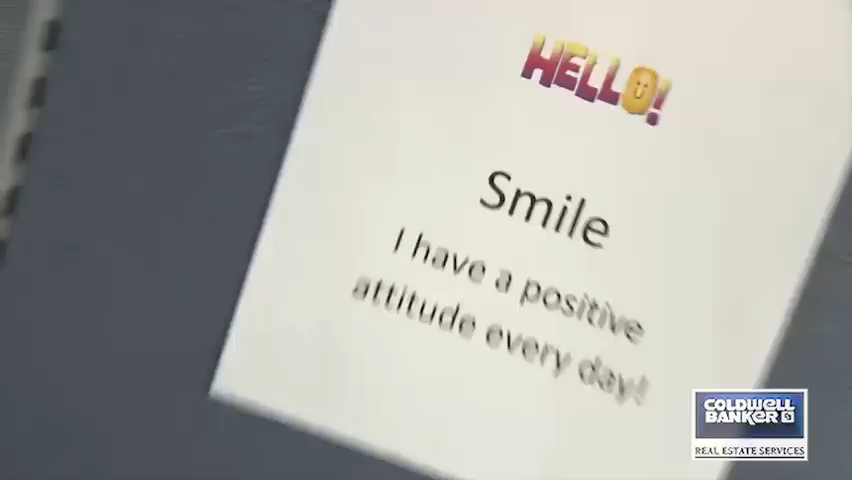 HELLO!
Smile
I have a positive
attitude every day!
COLDWELL
BANKER
REAL ESTATE SERVICES